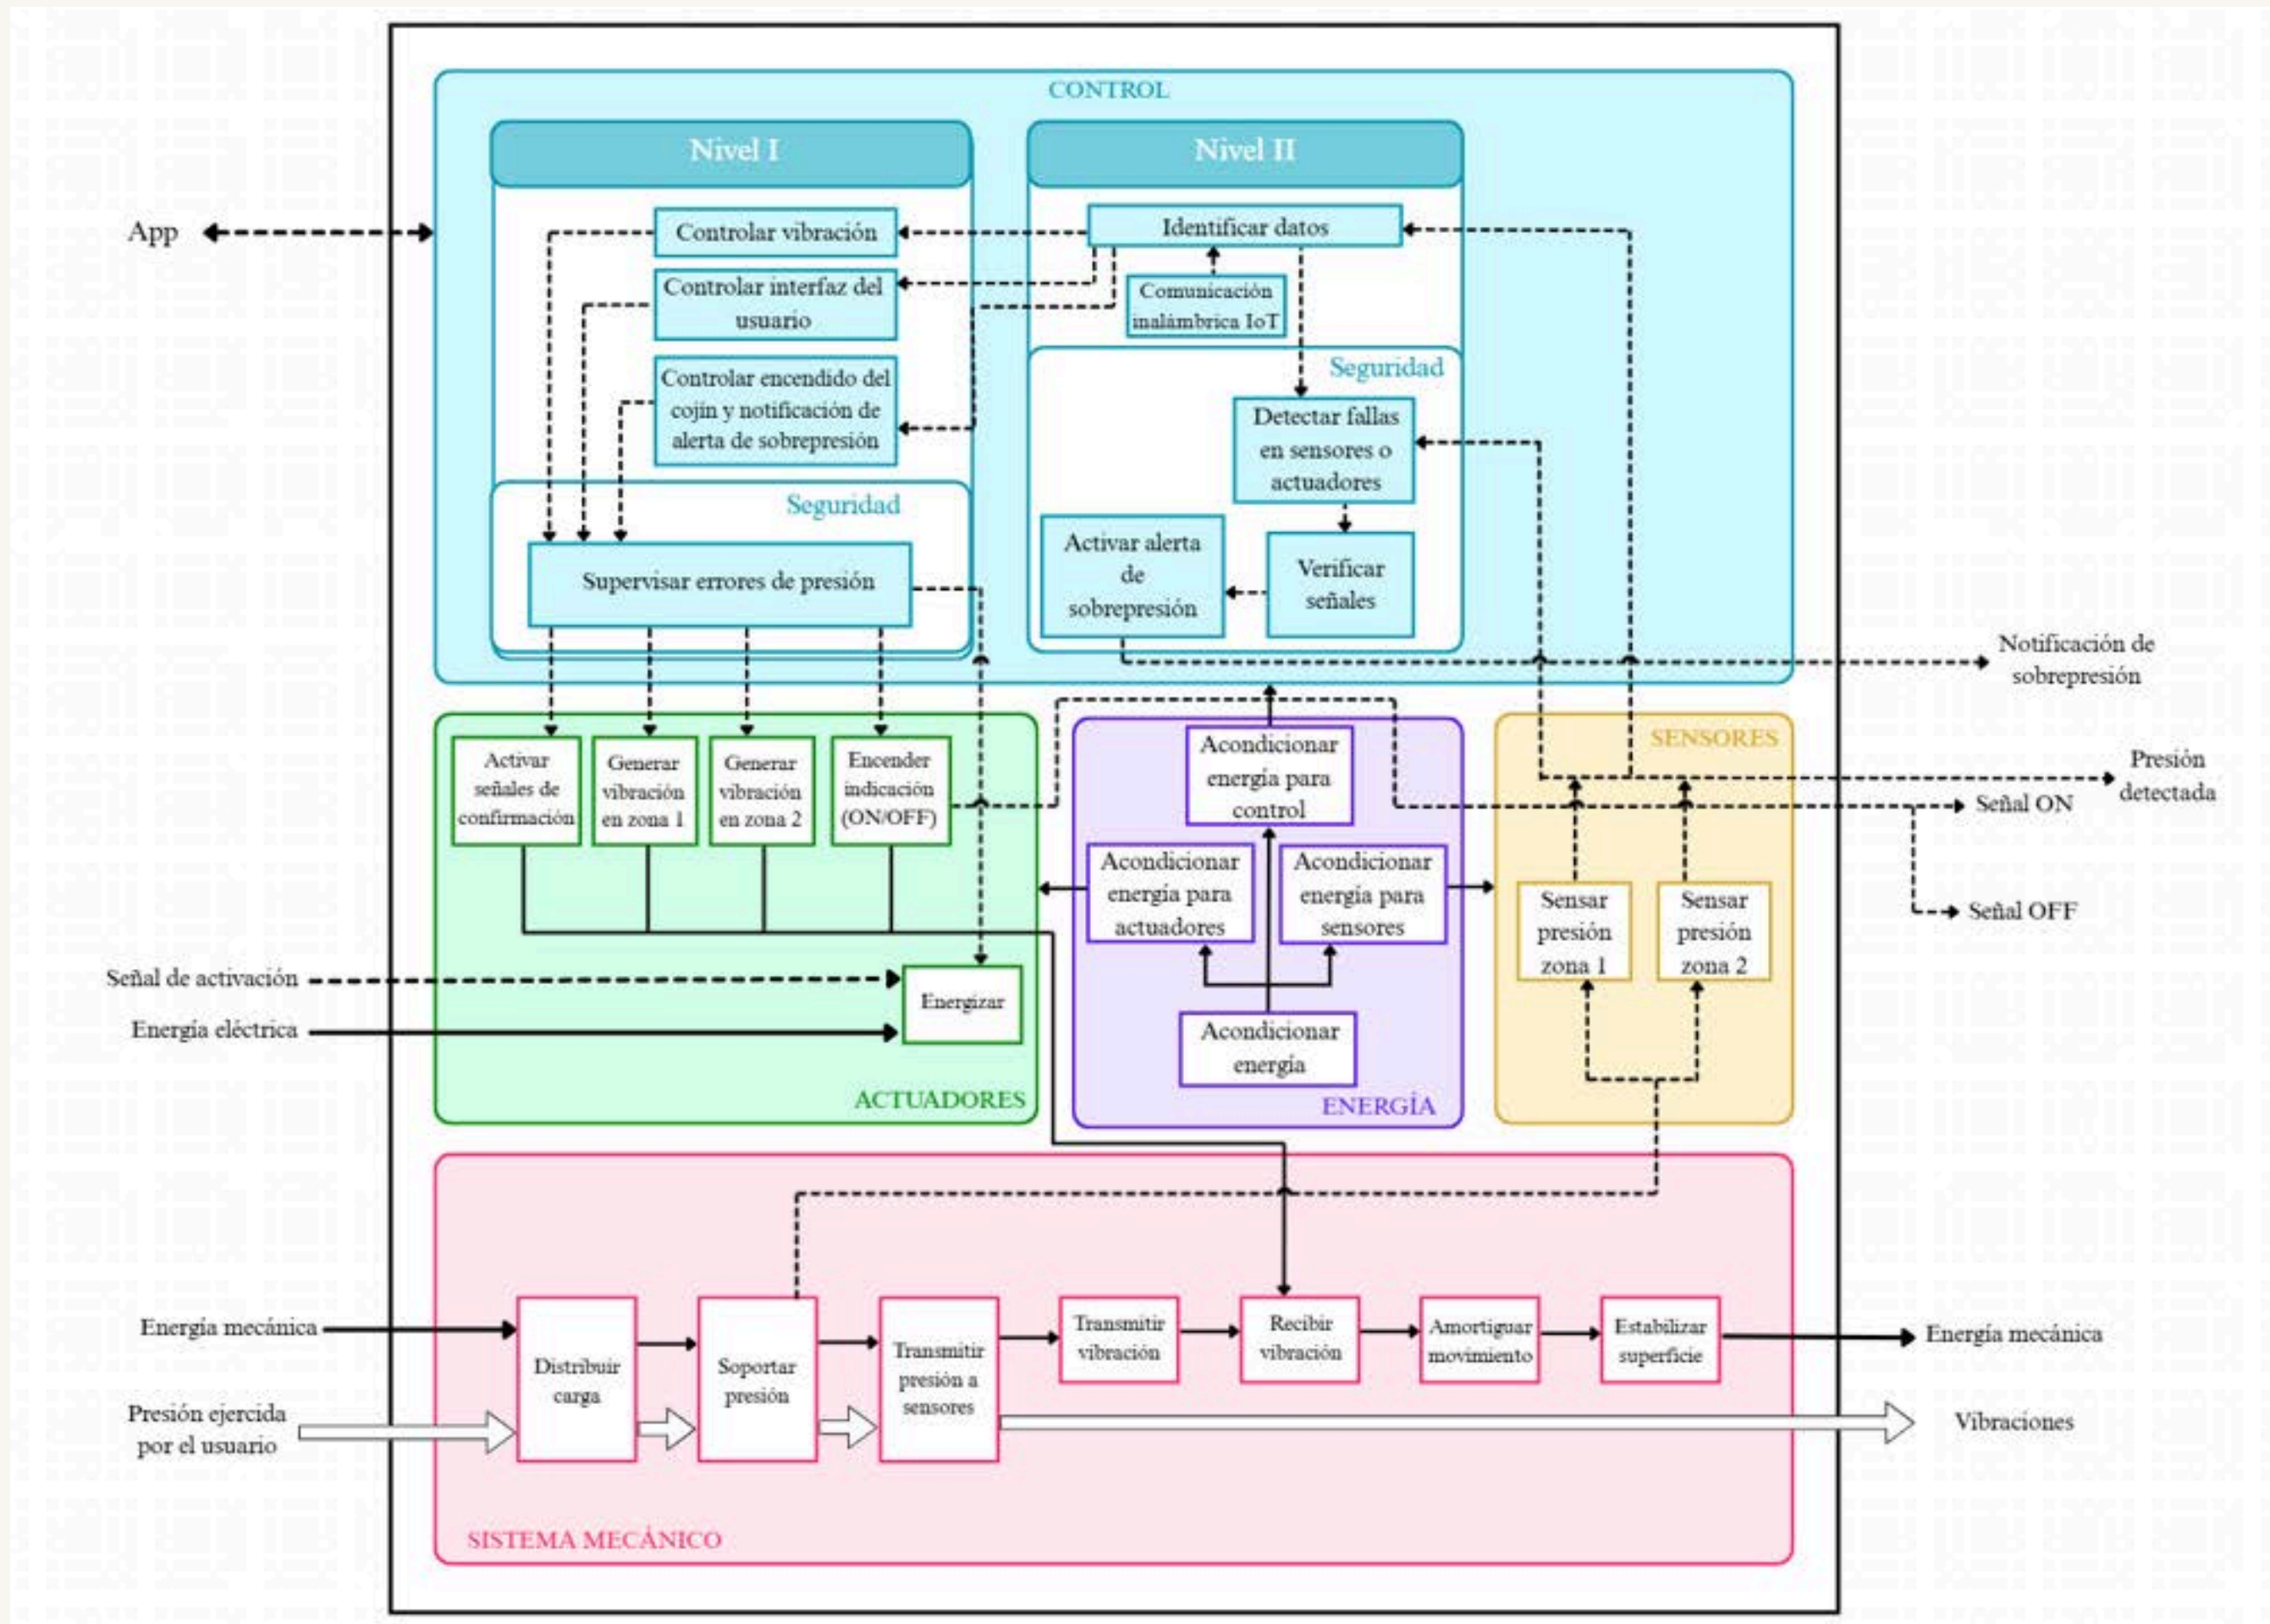 CONTROL
Nivel I
Nivel II
App
Controlar vibración
Identificar datos
Controlar interfaz del
usuario
Comunicación
inalámbrica IoT
Controlar encendido del
cojín y notificación de
alerta de sobrepresión
Seguridad
Detectar fallas
en sensores o
actuadores
Seguridad
Supervisar errores de presión
Activar alerta
de
sobrepresión
Verificar
señales
Notificación de
sobrepresión
Activar
señales de
confirmación
Generar
vibración
en zona 1
Generar
vibración
en zona 2
Encender
indicación
(ON/OFF)
Acondicionar
energía para
control
SENSORES
Presión
detectada
Señal ON
Acondicionar
energía para
actuadores
Acondicionar
energía para
sensores
Sensar
presión
zona 1
Sensar
presión
zona 2
Señal OFF
Señal de activación
Energía eléctrica
Energizar
Acondicionar
energía
ACTUADORES
ENERGÍA
Energía mecánica
Presión ejercida
por el usuario
Distribuir
carga
Soportar
presión
Transmitir
presión a
sensores
Transmitir
vibración
Recibir
vibración
Amortiguar
movimiento
Estabilizar
superficie
Energía mecánica
Vibraciones
SISTEMA MECÁNICO